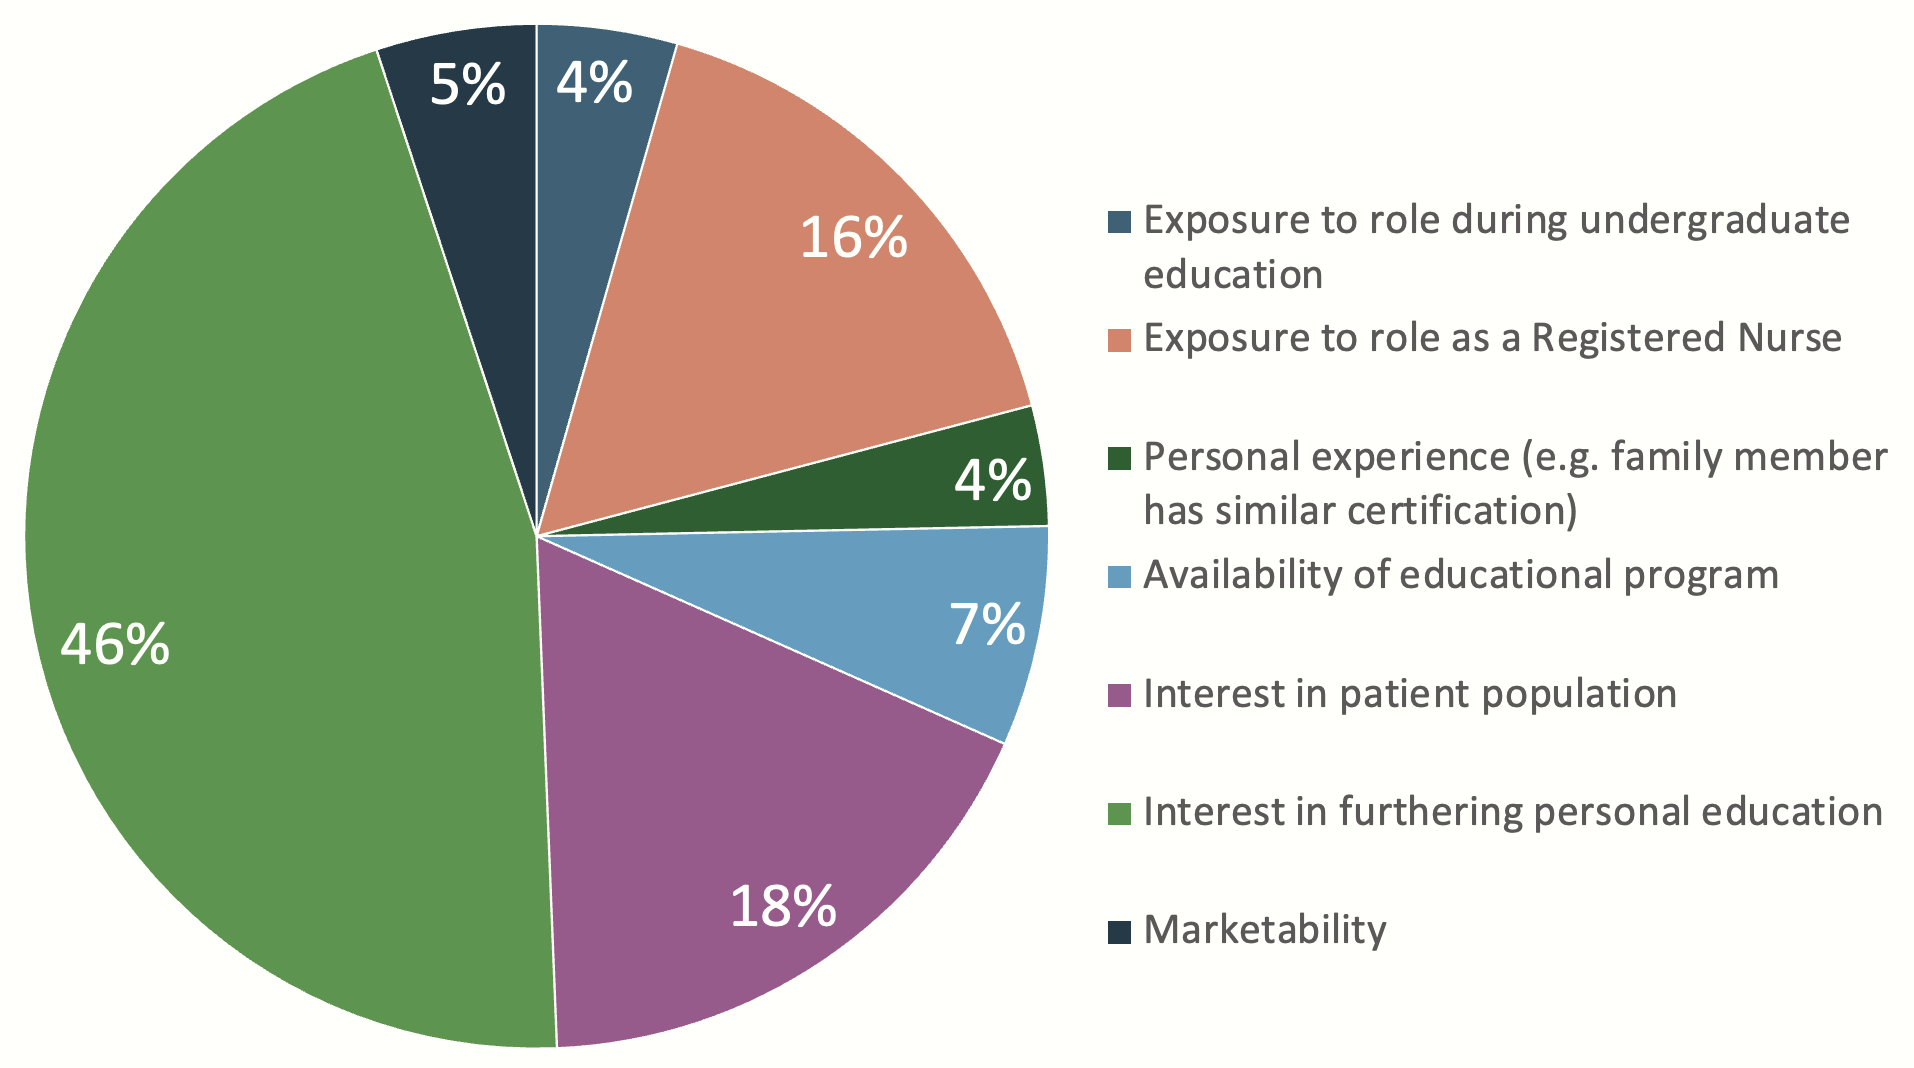 5%
4%
16%
4%
7%
18%
46%
Exposure to role during undergraduate
education
Exposure to role as a Registered Nurse
Personal experience (e.g. family member
has similar certification)
Availability of educational program
Interest in patient population
Interest in furthering personal education
Marketability